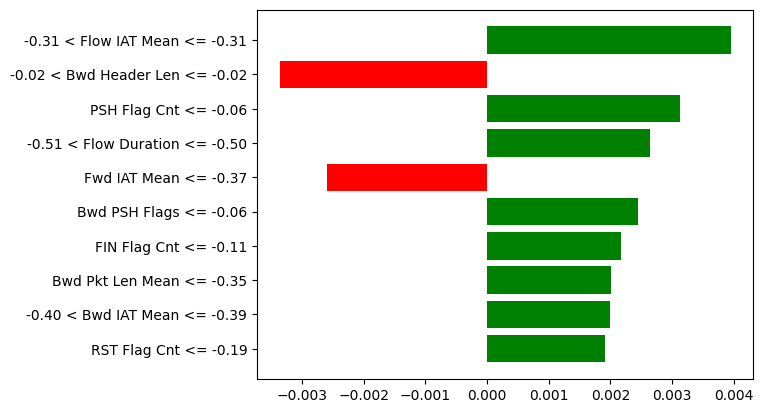 -0.31 < Flow IAT Mean <= -0.31
-0.02 < Bwd Header Len <= -0.02
PSH Flag Cnt <= -0.06
-0.51 < Flow Duration <= -0.50
Fwd IAT Mean <= -0.37
Bwd PSH Flags <= -0.06
FIN Flag Cnt <= -0.11
Bwd Pkt Len Mean <= -0.35
-0.40 < Bwd IAT Mean <= -0.39
RST Flag Cnt <= -0.19
−0.003 −0.002 −0.001 0.000 0.001 0.002 0.003 0.004